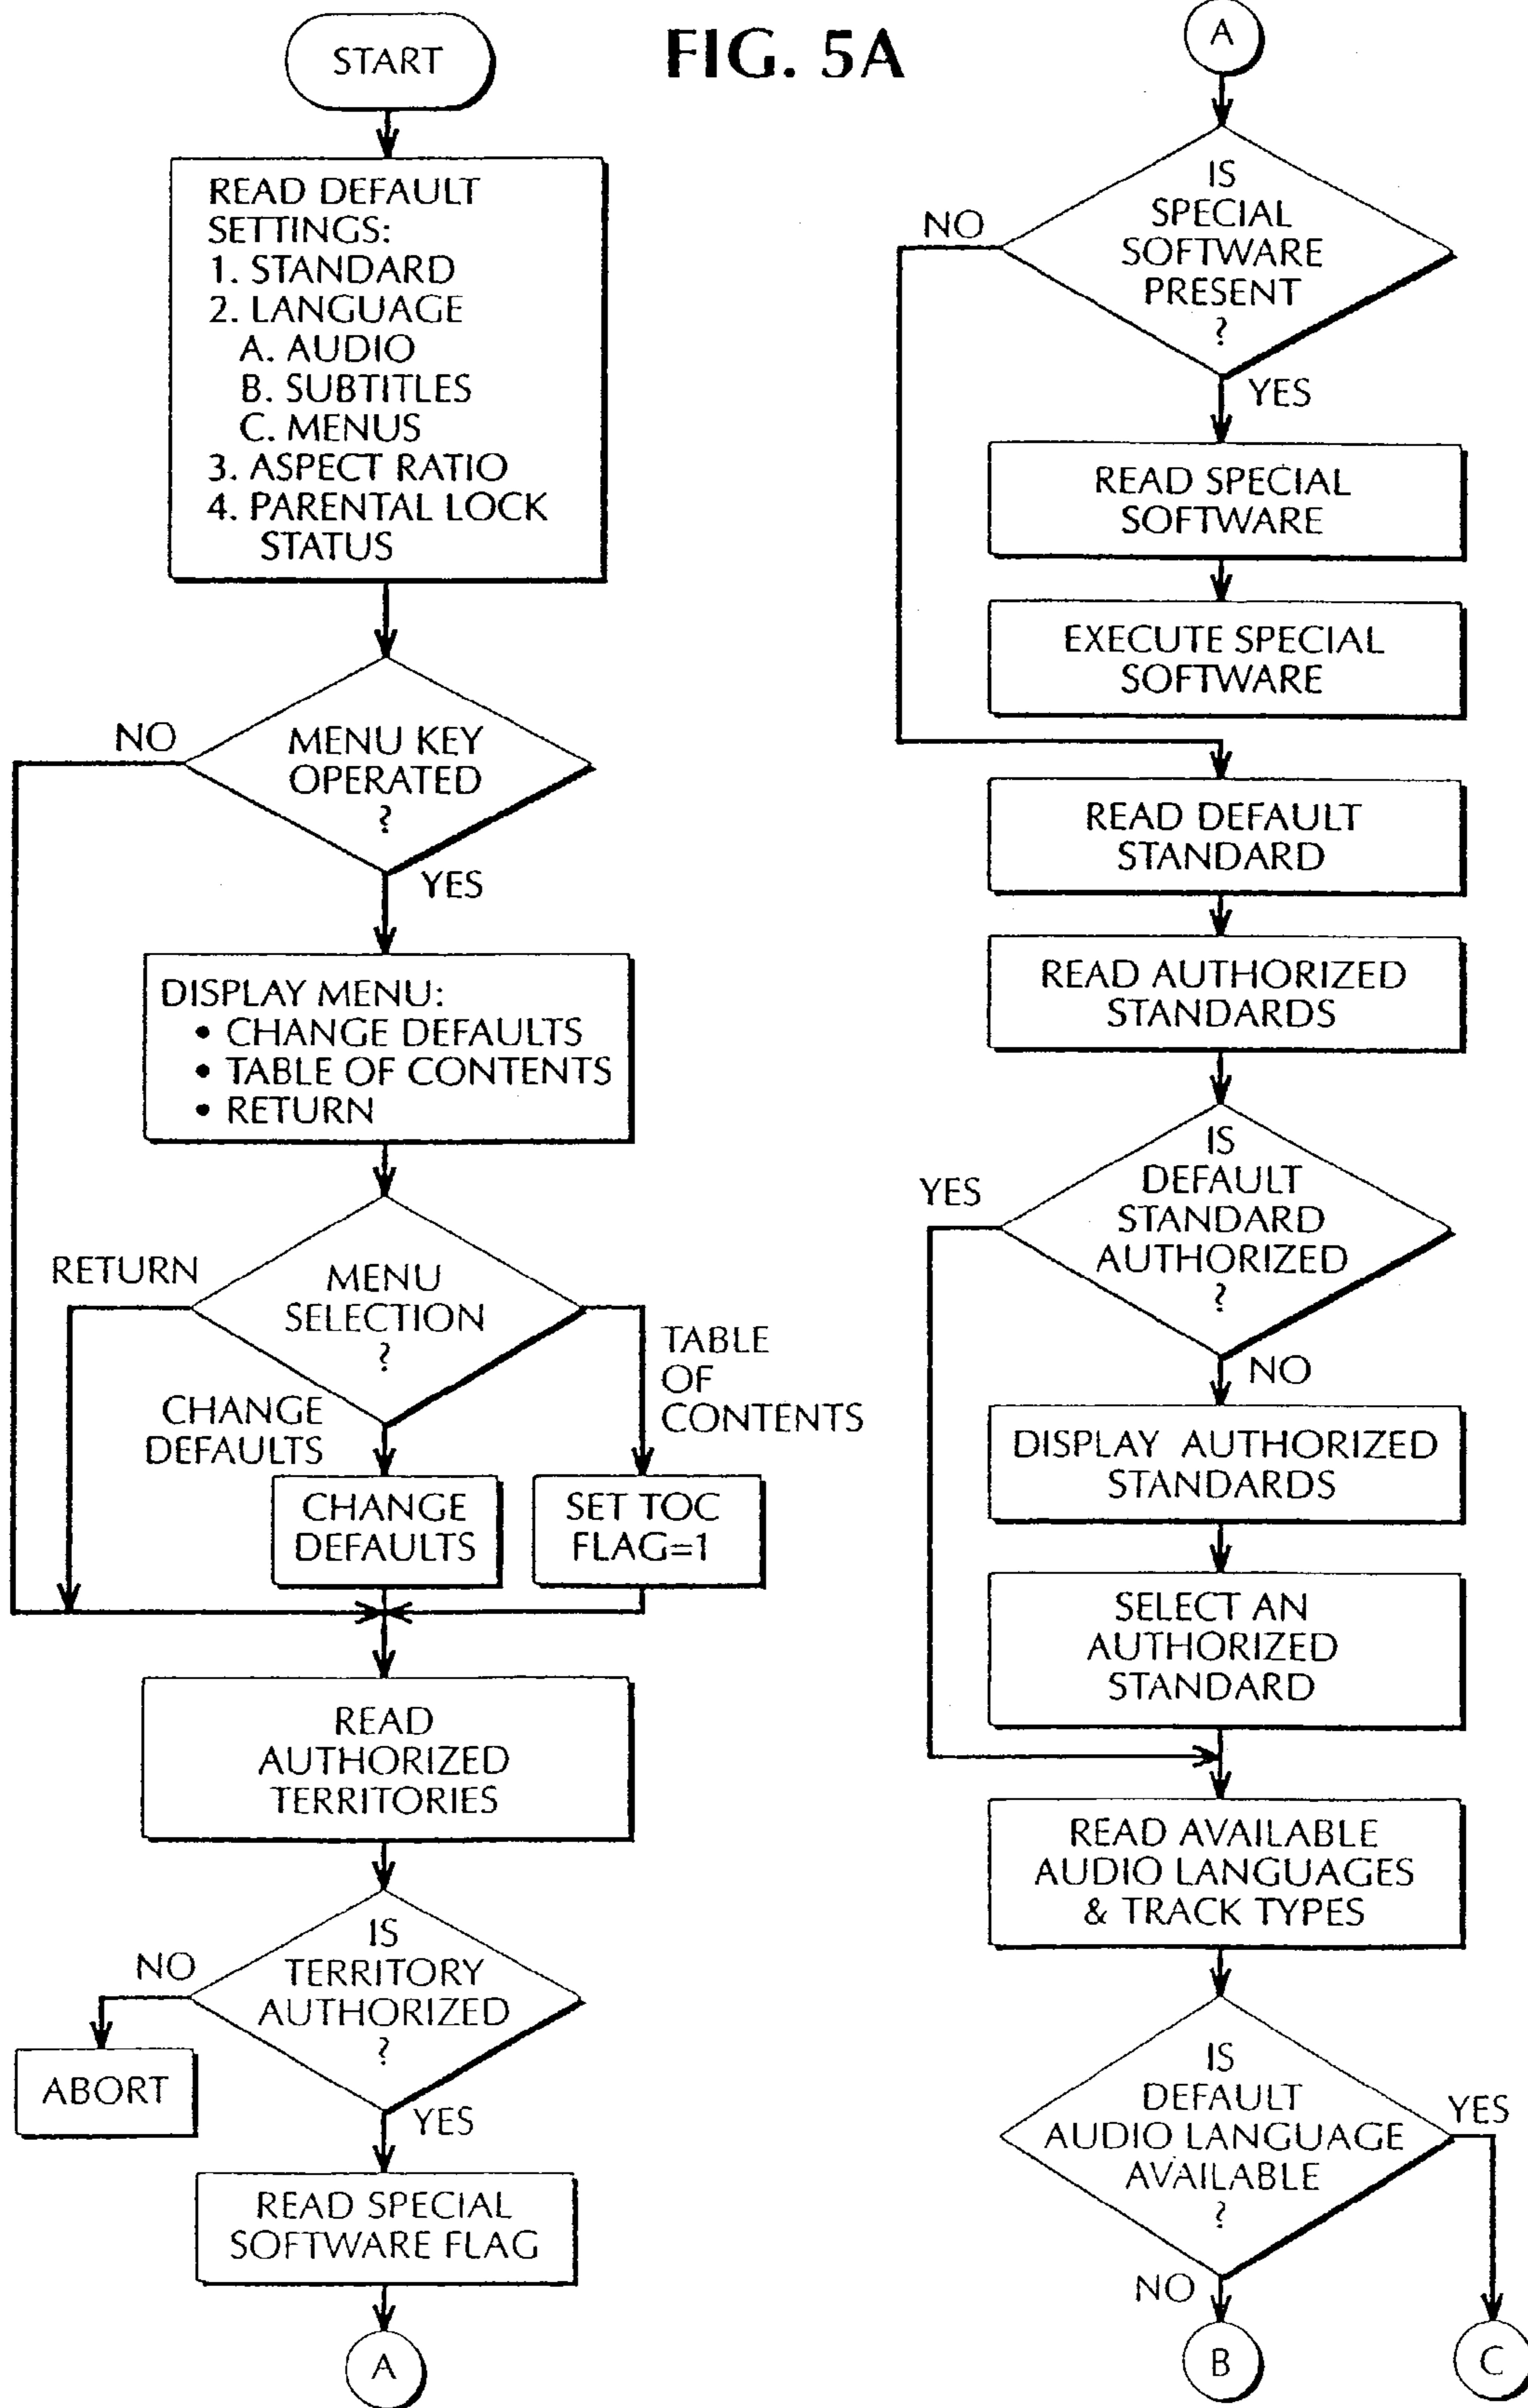 FIG. 5A
START
READ DEFAULT
SETTINGS:
1. STANDARD
2. LANGUAGE
A. AUDIO
B. SUBTITLES
C. MENUS
3. ASPECT RATIO
4. PARENTAL LOCK
STATUS
MENU KEY
OPERATED
?
NO
YES
DISPLAY MENU:
• CHANGE DEFAULTS
• TABLE OF CONTENTS
• RETURN
MENU
SELECTION
?
RETURN
CHANGE
DEFAULTS
TABLE
OF
CONTENTS
CHANGE
DEFAULTS
SET TOC
FLAG=1
READ
AUTHORIZED
TERRITORIES
IS
TERRITORY
AUTHORIZED
?
NO
ABORT
YES
READ SPECIAL
SOFTWARE FLAG
A
A
IS
SPECIAL
SOFTWARE
PRESENT
?
NO
YES
READ SPECIAL
SOFTWARE
EXECUTE SPECIAL
SOFTWARE
READ DEFAULT
STANDARD
READ AUTHORIZED
STANDARDS
IS
DEFAULT
STANDARD
AUTHORIZED
?
YES
NO
DISPLAY AUTHORIZED
STANDARDS
SELECT AN
AUTHORIZED
STANDARD
READ AVAILABLE
AUDIO LANGUAGES
& TRACK TYPES
IS
DEFAULT
AUDIO LANGUAGE
AVAILABLE
?
YES
NO
B
C